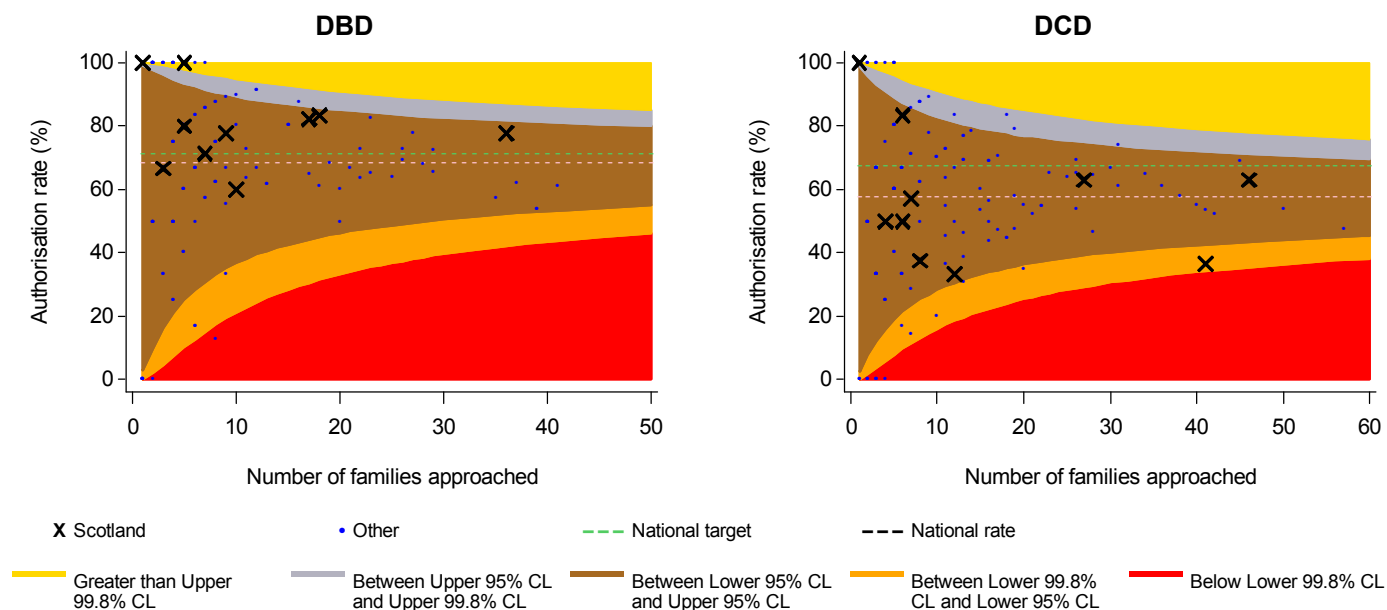 DBD
DCD
Authorisation rate (%)
100
80
60
40
20
0
0 10 20 30 40 50
Number of families approached
Authorisation rate (%)
100
80
60
40
20
0
0 10 20 30 40 50 60
Number of families approached
X Scotland
Other
National target
National rate
Greater than Upper
99.8% CL
Between Upper 95% CL
and Upper 99.8% CL
Between Lower 95% CL
and Upper 95% CL
Between Lower 99.8%
CL and Lower 95% CL
Below Lower 99.8% CL